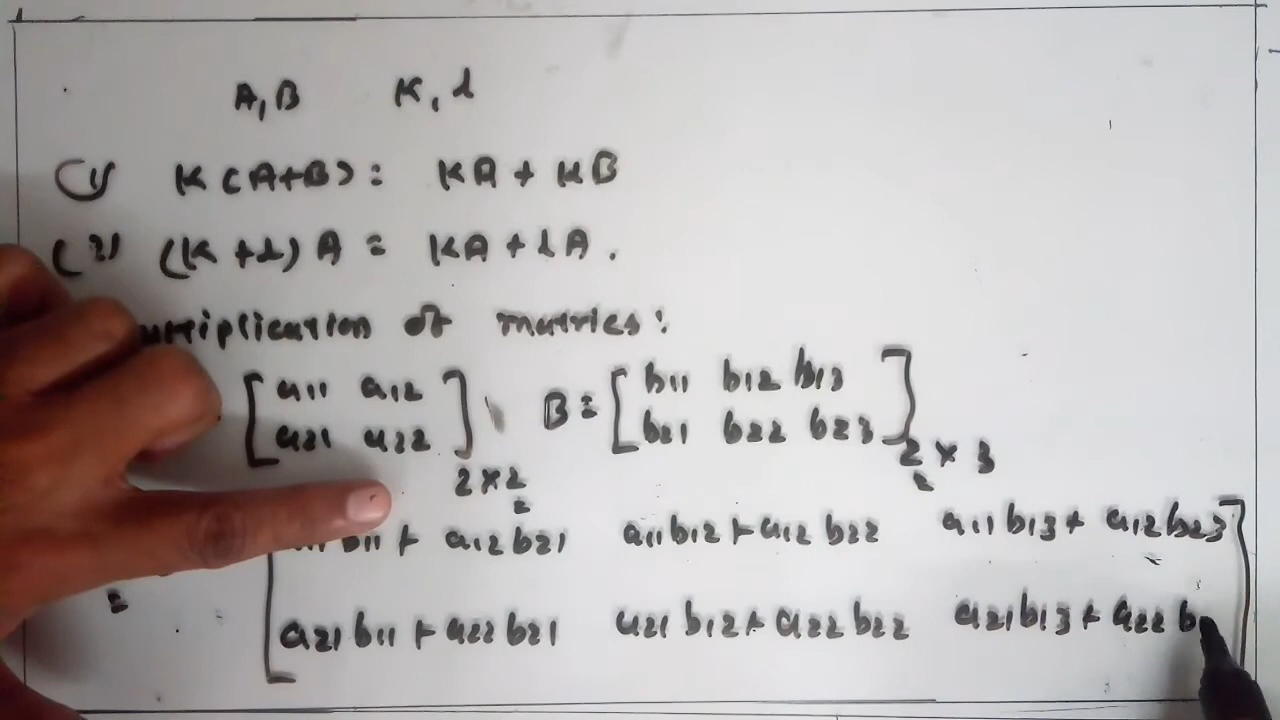 A, B K, l
(1) K(A+B) = KA + KB
(2) (K+l) A = KA + lA.
of matrics:
[a11 a12 B = [b11 b12 b13
a21 a22] b21 b22 b23]
2×2 2 × 3
b11 + a12 b21 a11 b12 + a12 b22 a11 b13 + a12 b23
a21 b11 + a22 b21 a21 b12 + a22 b22 a21 b13 + a22 b